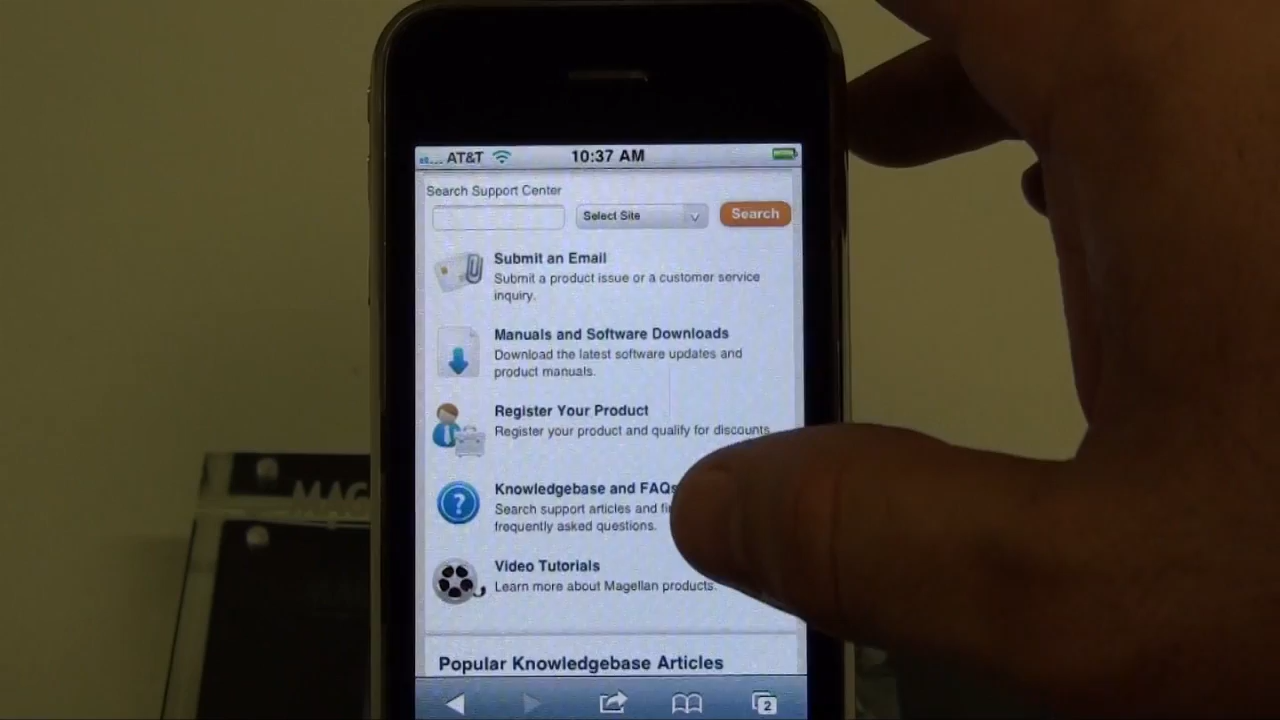 AT&T 10:37 AM
Search Support Center
Select Site Search
Submit an Email
Submit a product issue or a customer service
inquiry.
Manuals and Software Downloads
Download the latest software updates and
product manuals.
Register Your Product
Register your product and qualify for discounts.
Knowledgebase and FAQs
Search support articles and
frequently asked questions.
Video Tutorials
Learn more about Magellan products.
Popular Knowledgebase Articles
2